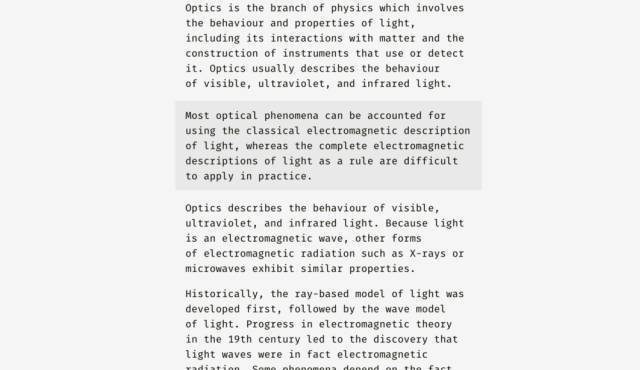 Optics is the branch of physics which involves
the behaviour and properties of light,
including its interactions with matter and the
construction of instruments that use or detect
it. Optics usually describes the behaviour
of visible, ultraviolet, and infrared light.
Most optical phenomena can be accounted for
using the classical electromagnetic description
of light, whereas the complete electromagnetic
descriptions of light as a rule are difficult
to apply in practice.
Optics describes the behaviour of visible,
ultraviolet, and infrared light. Because light
is an electromagnetic wave, other forms
of electromagnetic radiation such as X-rays or
microwaves exhibit similar properties.
Historically, the ray-based model of light was
developed first, followed by the wave model
of light. Progress in electromagnetic theory
in the 19th century led to the discovery that
light waves were in fact electromagnetic
radiation. Some phenomena depend on the fact